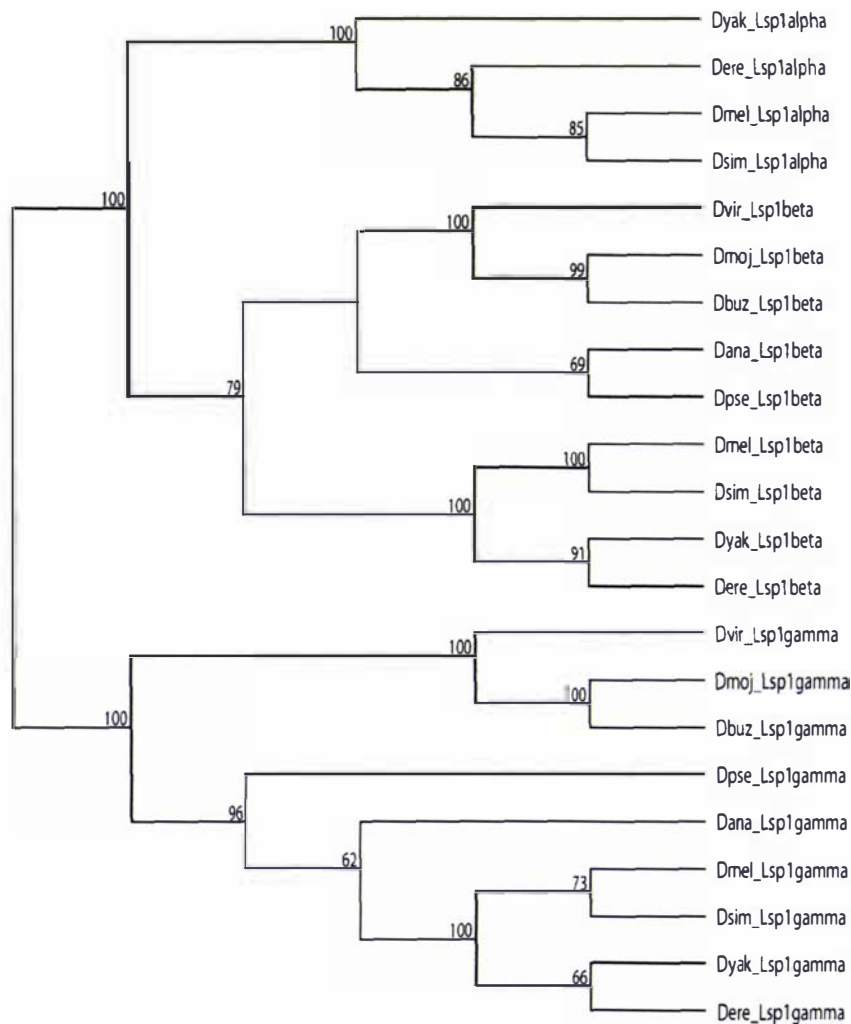 100
Dyak_Lsp1alpha
Dere_Lsp1alpha
86
Dmel_Lsp1alpha
85
Dsim_Lsp1alpha
100
Dvir_Lsp1beta
100
Dmoj_Lsp1beta
99
Dbuz_Lsp1beta
Dana_Lsp1beta
69
Dpse_Lsp1beta
79
Dmel_Lsp1beta
100
Dsim_Lsp1beta
100
Dyak_Lsp1beta
91
Dere_Lsp1beta
Dvir_Lsp1gamma
100
Dmoj_Lsp1gamma
100
Dbuz_Lsp1gamma
100
Dpse_Lsp1gamma
96
Dana_Lsp1gamma
62
Dmel_Lsp1gamma
73
Dsim_Lsp1gamma
100
Dyak_Lsp1gamma
66
Dere_Lsp1gamma